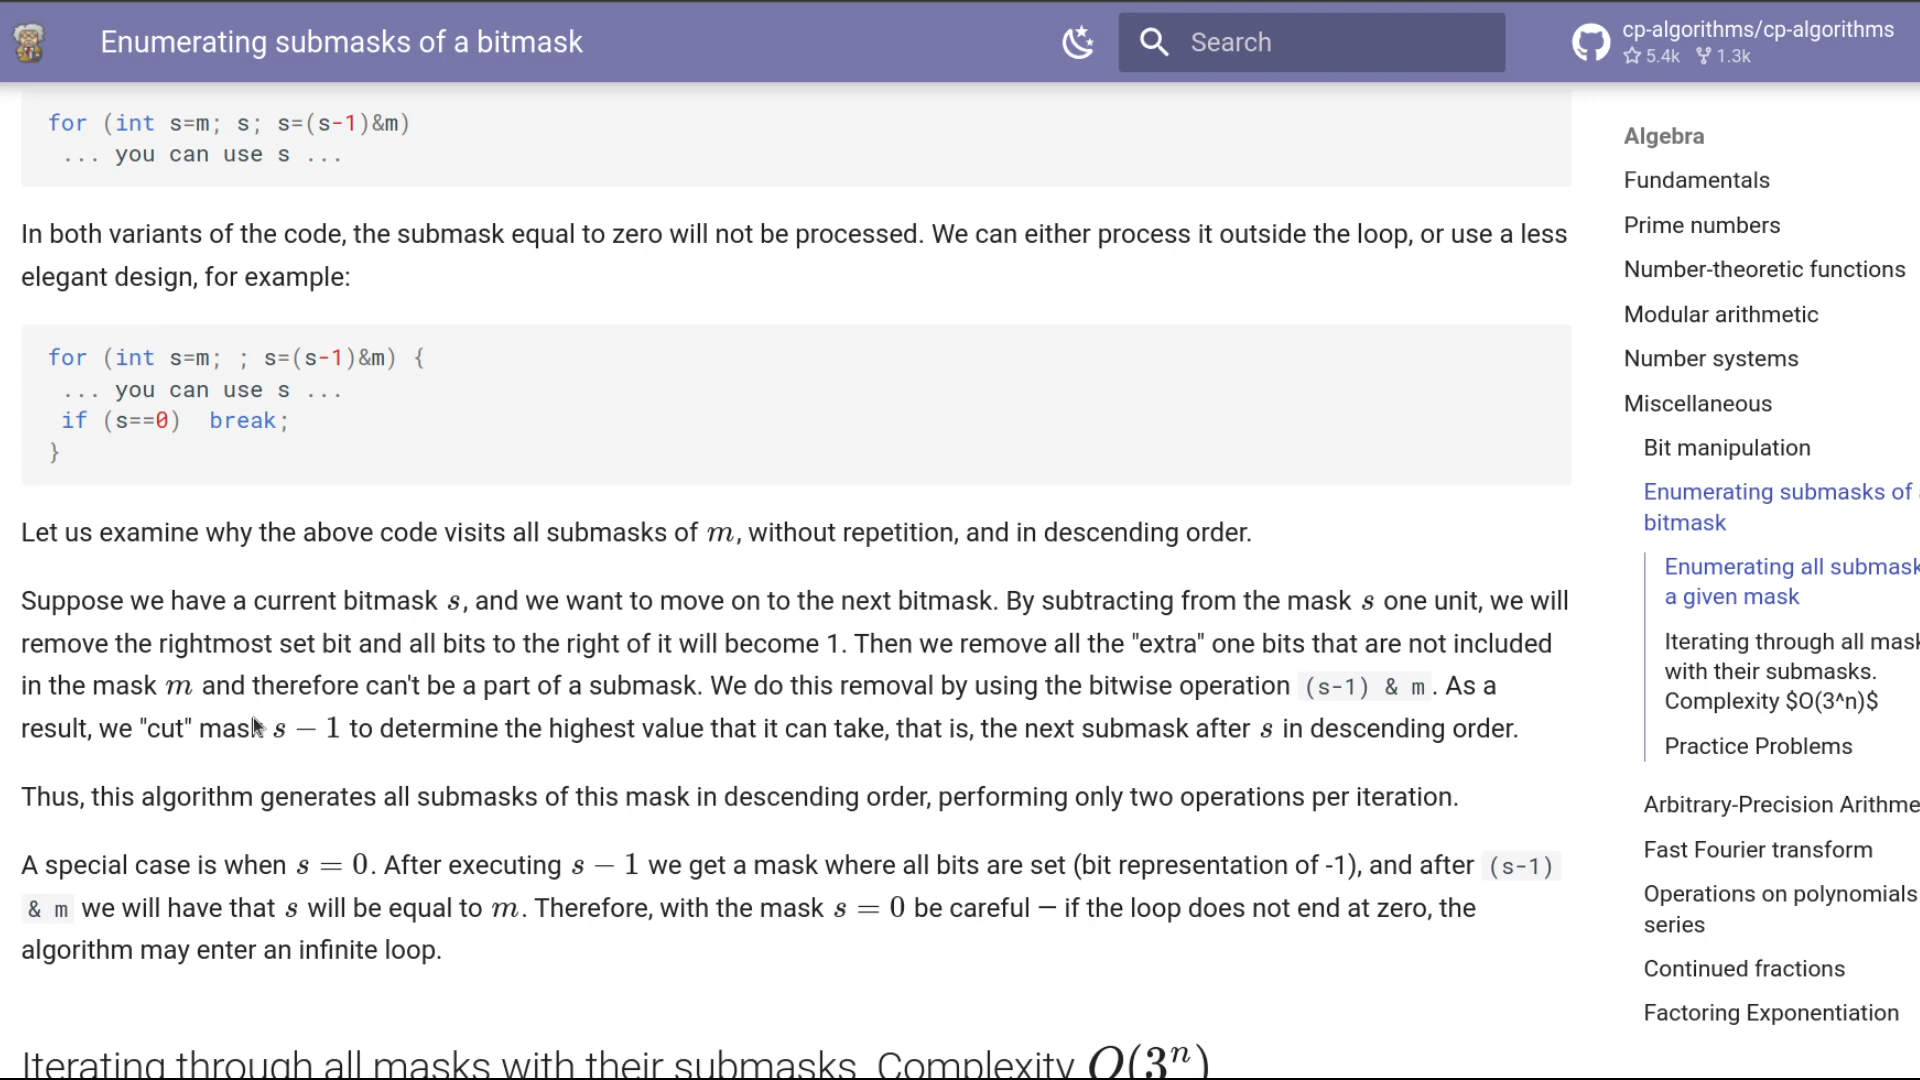 Enumerating submasks of a bitmask
Search
cp-algorithms/cp-algorithms
5.4k 1.3k
for (int s=m; s; s=(s-1)&m)
... you can use s ...
In both variants of the code, the submask equal to zero will not be processed. We can either process it outside the loop, or use a less
elegant design, for example:
for (int s=m; ; s=(s-1)&m) {
... you can use s ...
if (s==0)  break;
}
Let us examine why the above code visits all submasks of m, without repetition, and in descending order.
Suppose we have a current bitmask s, and we want to move on to the next bitmask. By subtracting from the mask s one unit, we will
remove the rightmost set bit and all bits to the right of it will become 1. Then we remove all the "extra" one bits that are not included
in the mask m and therefore can't be a part of a submask. We do this removal by using the bitwise operation (s-1) & m. As a
result, we "cut" mask s − 1 to determine the highest value that it can take, that is, the next submask after s in descending order.
Thus, this algorithm generates all submasks of this mask in descending order, performing only two operations per iteration.
A special case is when s = 0. After executing s − 1 we get a mask where all bits are set (bit representation of -1), and after (s-1)
& m we will have that s will be equal to m. Therefore, with the mask s = 0 be careful — if the loop does not end at zero, the
algorithm may enter an infinite loop.
Iterating through all masks with their submasks. Complexity O(3ⁿ)
Algebra
Fundamentals
Prime numbers
Number-theoretic functions
Modular arithmetic
Number systems
Miscellaneous
Bit manipulation
Enumerating submasks of
bitmask
Enumerating all submask
a given mask
Iterating through all mask
with their submasks.
Complexity $O(3^n)$
Practice Problems
Arbitrary-Precision Arithme
Fast Fourier transform
Operations on polynomials
series
Continued fractions
Factoring Exponentiation